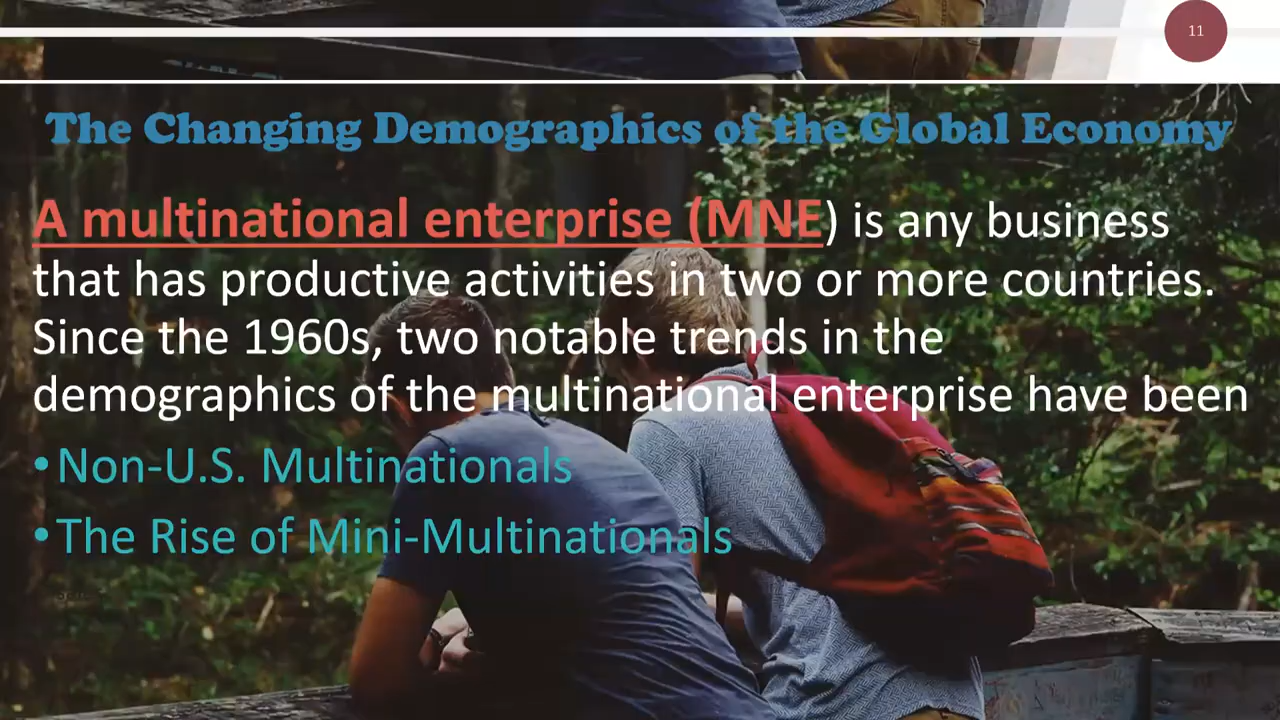 11
The Changing Demographics of the Global Economy
A multinational enterprise (MNE) is any business
that has productive activities in two or more countries.
Since the 1960s, two notable trends in the
demographics of the multinational enterprise have been
•Non-U.S. Multinationals
•The Rise of Mini-Multinationals